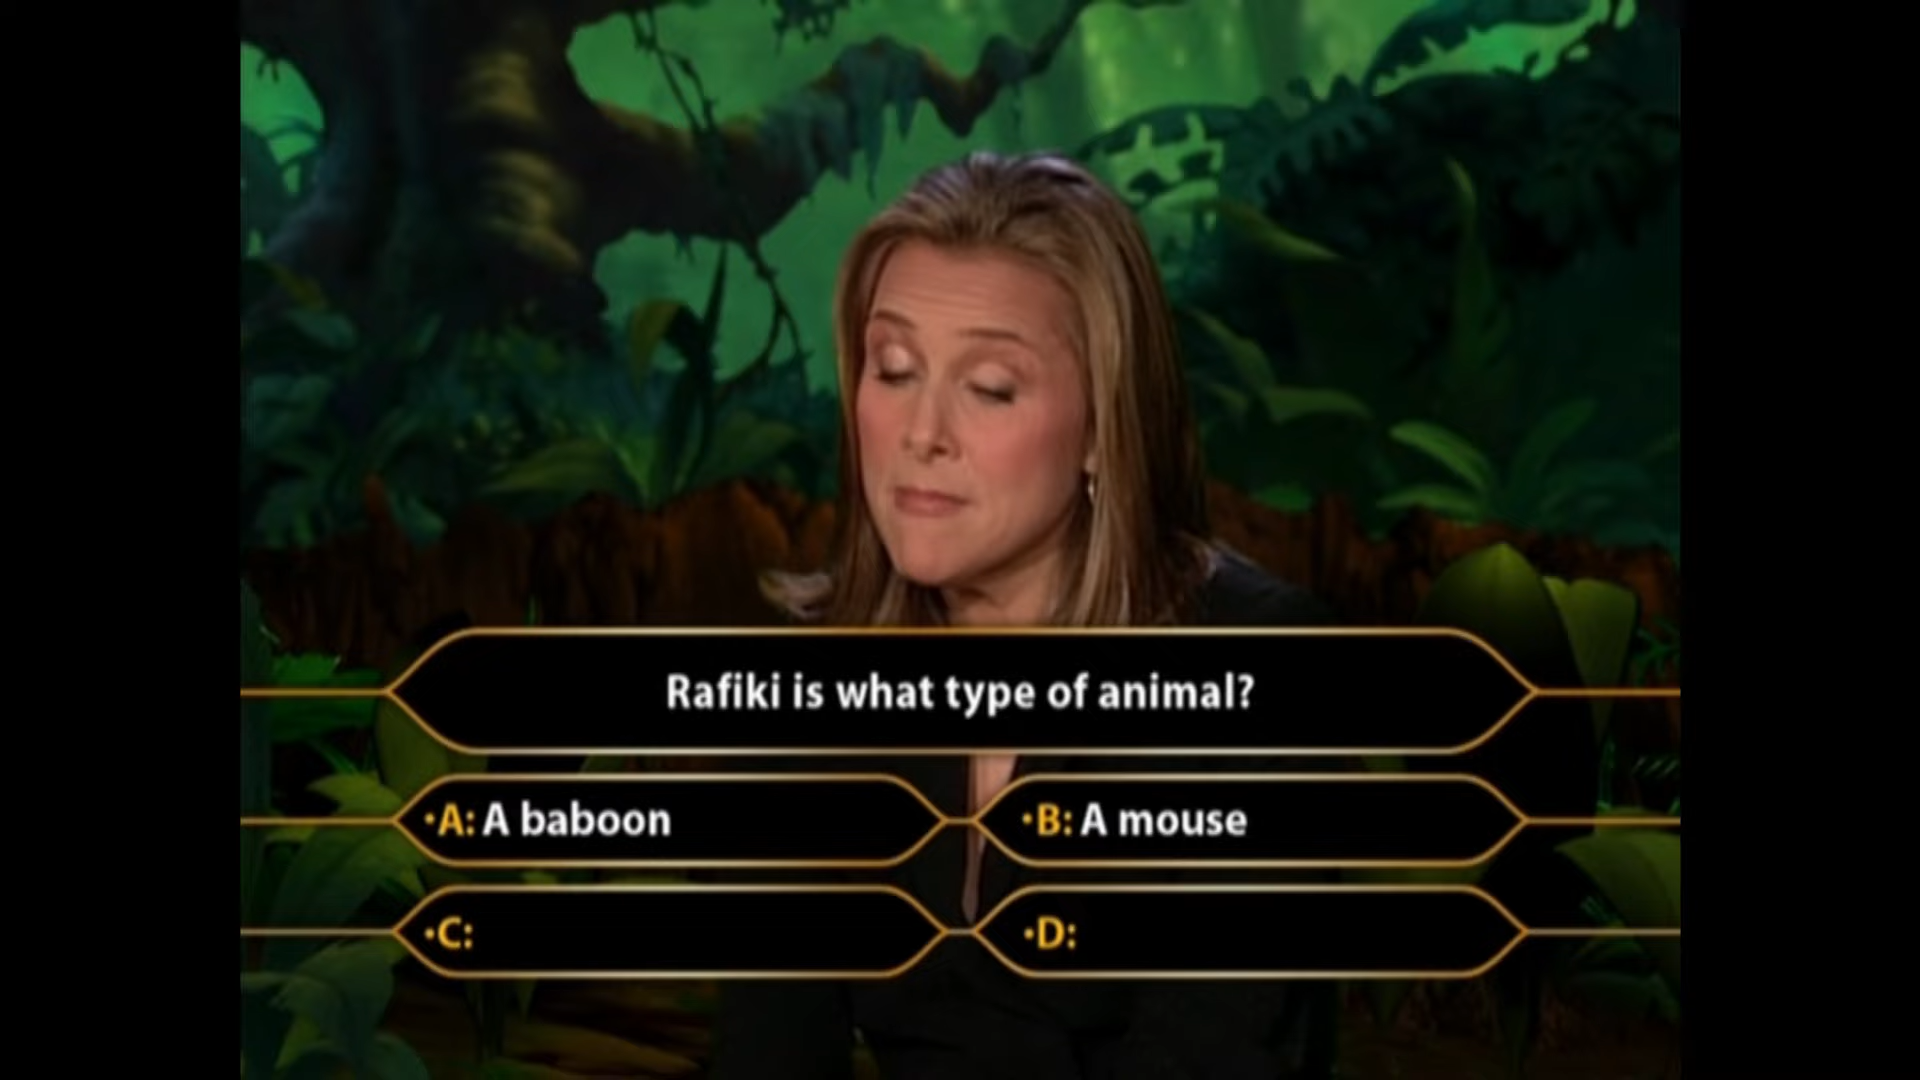 Rafiki is what type of animal?
·A: A baboon
·B: A mouse
·C:
·D: